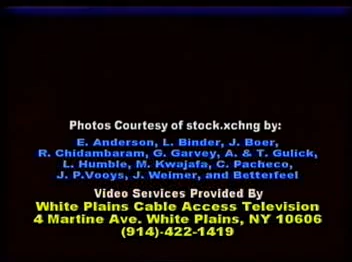 Photos Courtesy of stock.xchng by:
E. Anderson, L. Binder, J. Boer,
R. Chidambaram, G. Garvey, A. & T. Gulick,
L. Humble, M. Kwajafa, C. Pacheco,
J. P.Vooys, J. Weimer, and Betterfeel
Video Services Provided By
White Plains Cable Access Television
4 Martine Ave. White Plains, NY 10606
(914)-422-1419